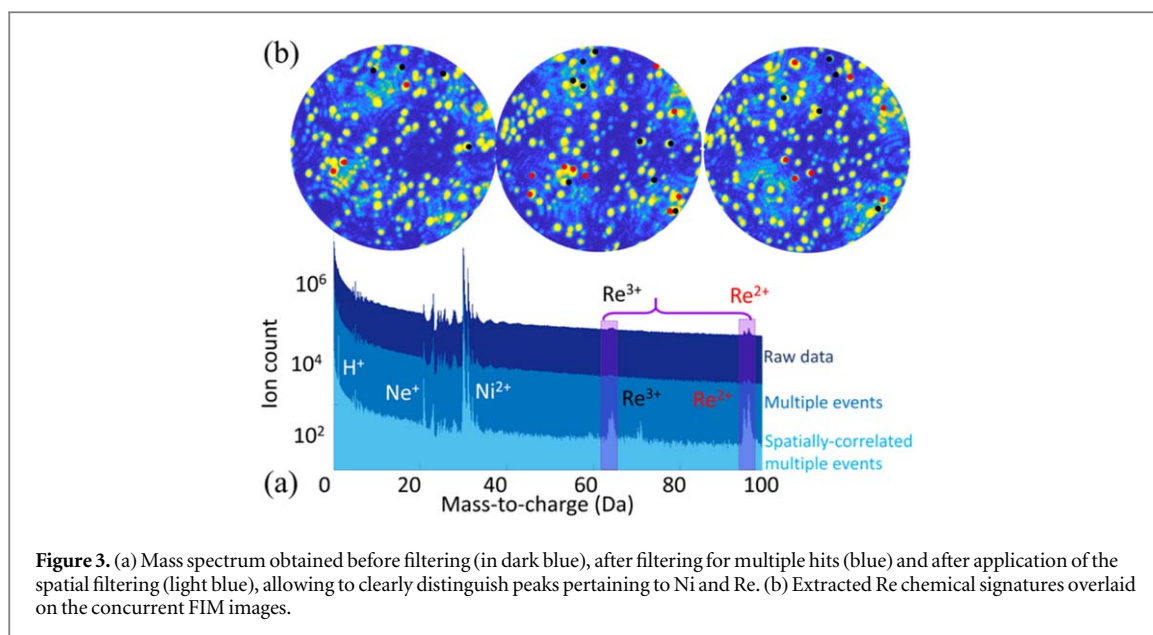 (b)
10⁶
Re³⁺
Re²⁺
Raw data
Ion count
10⁴
H⁺
Ne⁺
Ni²⁺
Re³⁺
Re²⁺
Multiple events
10²
Spatially-correlated
multiple events
(a)
0 20 40 60 80 100
Mass-to-charge (Da)
Figure 3. (a) Mass spectrum obtained before filtering (in dark blue), after filtering for multiple hits (blue) and after application of the
spatial filtering (light blue), allowing to clearly distinguish peaks pertaining to Ni and Re. (b) Extracted Re chemical signatures overlaid
on the concurrent FIM images.